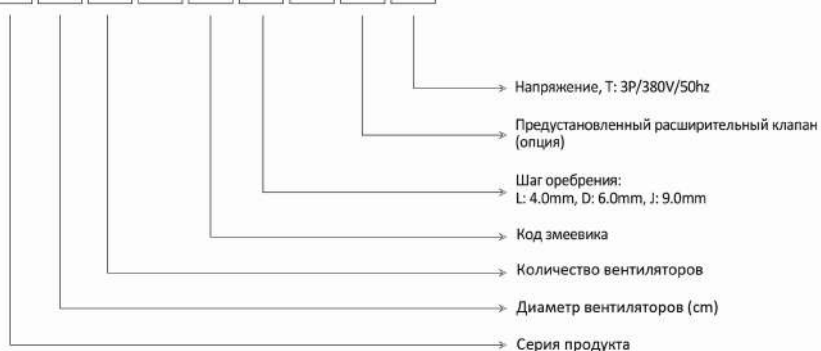 Напряжение, Т: 3P/380V/50hz
Предустановленный расширительный клапан
(опция)
Шаг оребрения:
L: 4.0mm, D: 6.0mm, J: 9.0mm
Код змеевика
Количество вентиляторов
Диаметр вентиляторов (cm)
Серия продукта